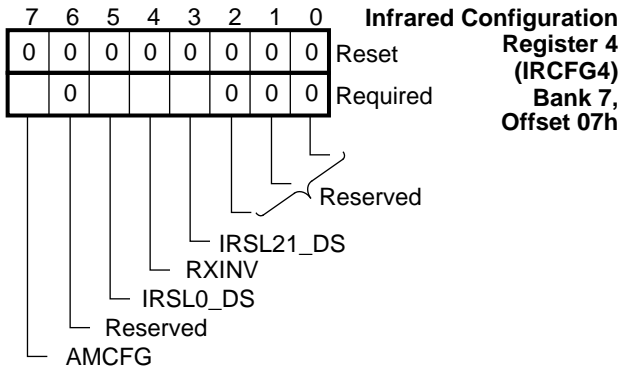 7 6 5 4 3 2 1 0 Infrared Configuration
Register 4
(IRCFG4)
Bank 7,
Offset 07h
0 0 0 0 0 0 0 0 Reset
0 0 0 0 Required
Reserved
IRSL21_DS
RXINV
IRSL0_DS
Reserved
AMCFG